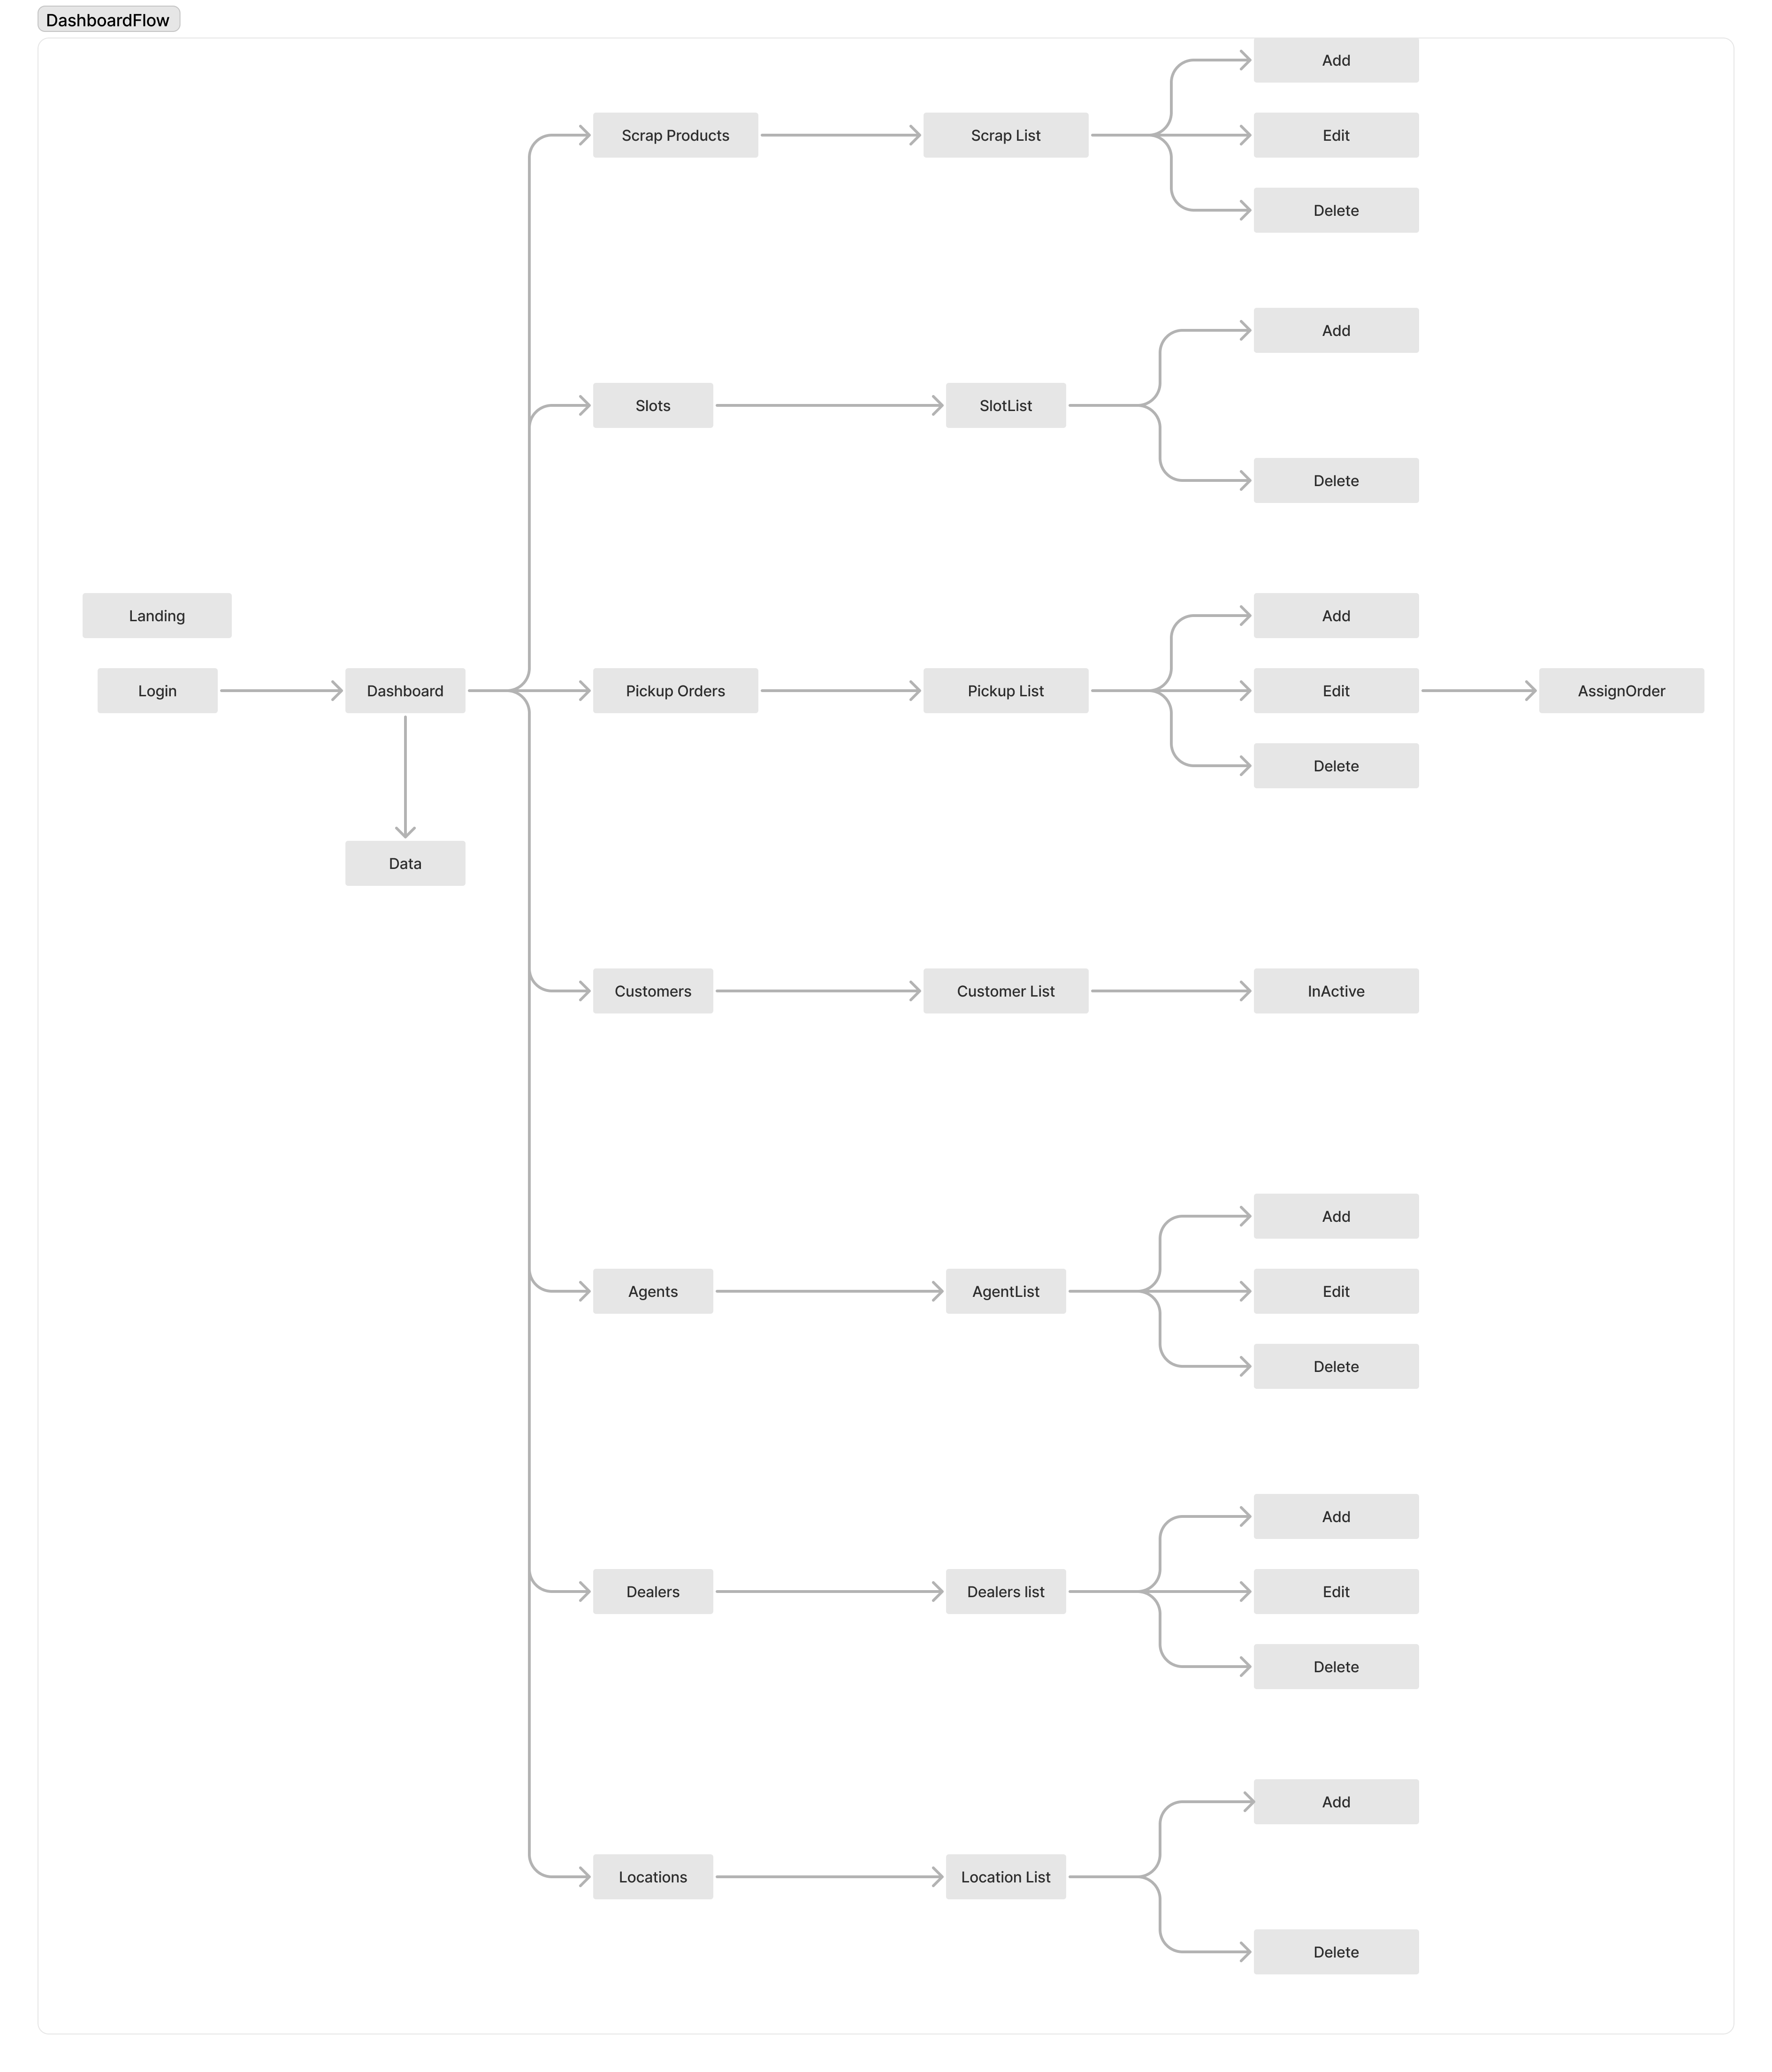 DashboardFlow
Add
Scrap Products
Scrap List
Edit
Delete
Add
Slots
SlotList
Delete
Landing
Add
Login
Dashboard
Pickup Orders
Pickup List
Edit
AssignOrder
Delete
Data
Customers
Customer List
InActive
Add
Agents
AgentList
Edit
Delete
Add
Dealers
Dealers list
Edit
Delete
Add
Locations
Location List
Delete